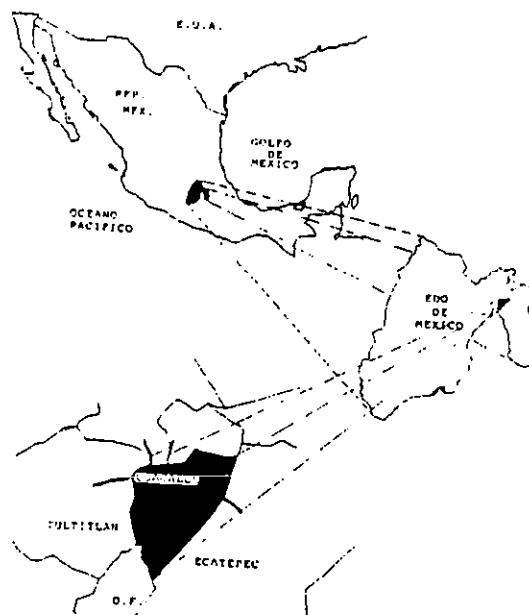 E.U.A.
REP.
MEX.
GOLFO
DE
MEXICO
OCEANO
PACIFICO
EDO
DE
MEXICO
TULTITLAN
ECATEPEC
D.F.